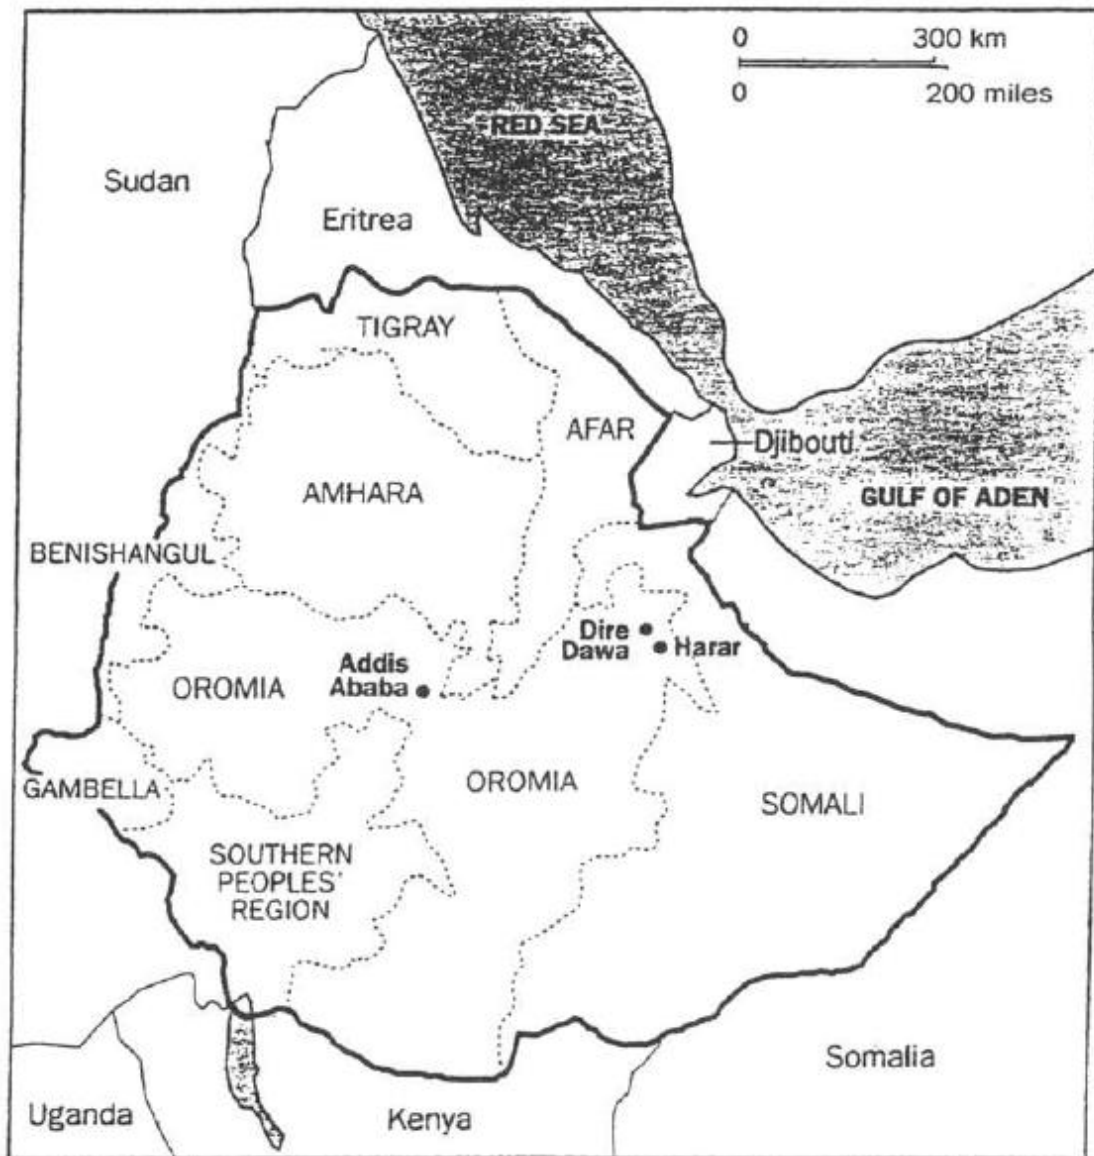 0 300 km
0 200 miles
RED SEA
Sudan
Eritrea
TIGRAY
AFAR
Djibouti
AMHARA
GULF OF ADEN
BENISHANGUL
Dire
Dawa
Harar
Addis
Ababa
OROMIA
GAMBELLA
OROMIA
SOMALI
SOUTHERN
PEOPLES'
REGION
Somalia
Uganda
Kenya